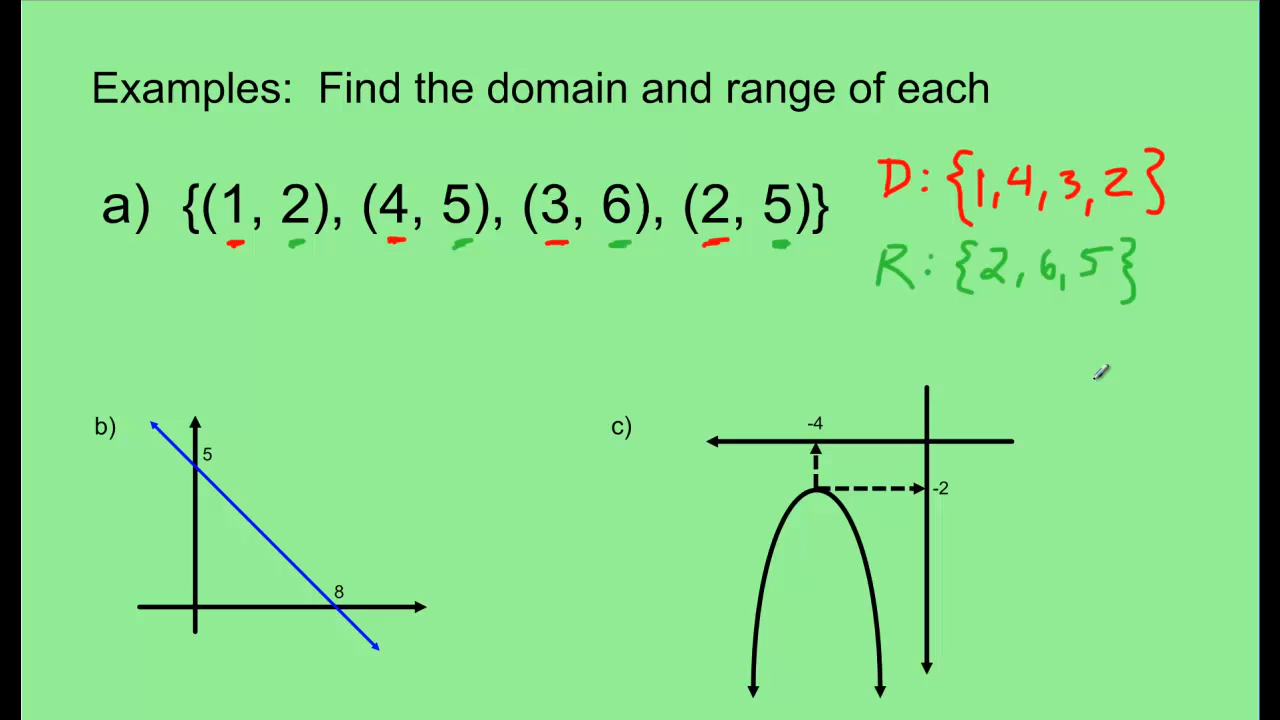 Examples: Find the domain and range of each
a) {(1, 2), (4, 5), (3, 6), (2, 5)}
D: {1, 4, 3, 2}
R: {2, 6, 5}
b)
5
8
c)
-4
-2